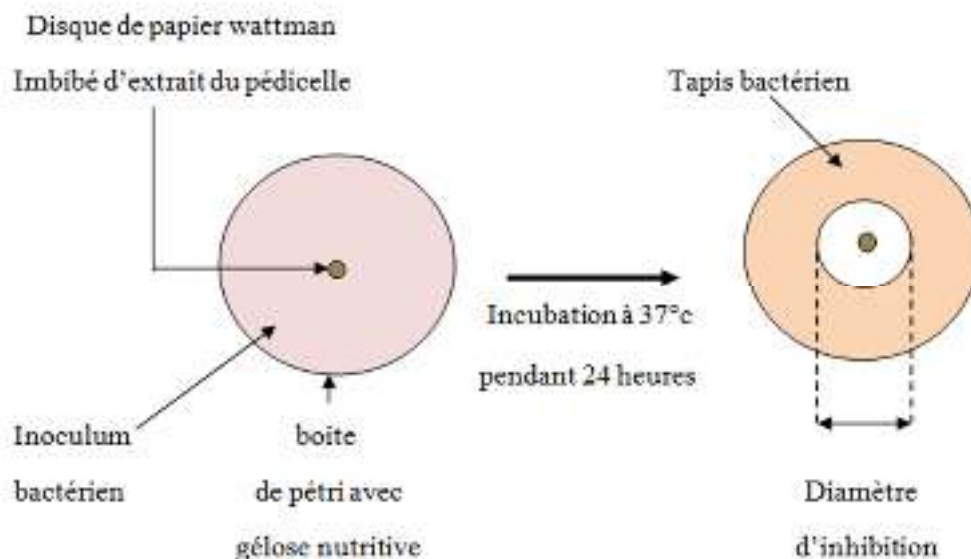 Disque de papier wattman
Imbibé d'extrait du pédicelle
Tapis bactérien
Incubation à 37°c
pendant 24 heures
Inoculum
bactérien
boite
de pétri avec
gélose nutritive
Diamètre
d'inhibition